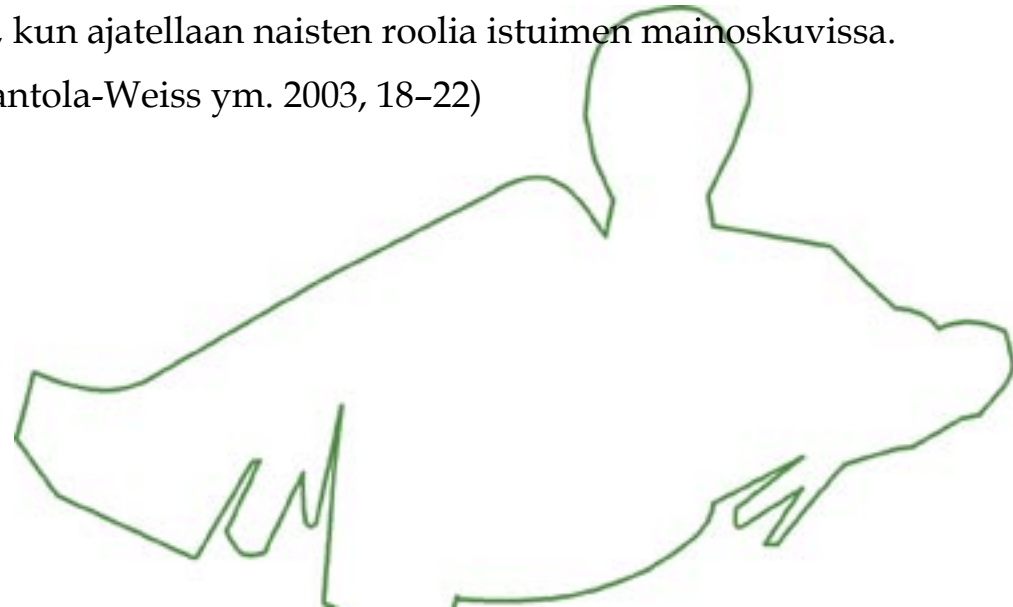 , kun ajatellaan naisten roolia istuimen mainoskuvissa.
antola-Weiss ym. 2003, 18–22)